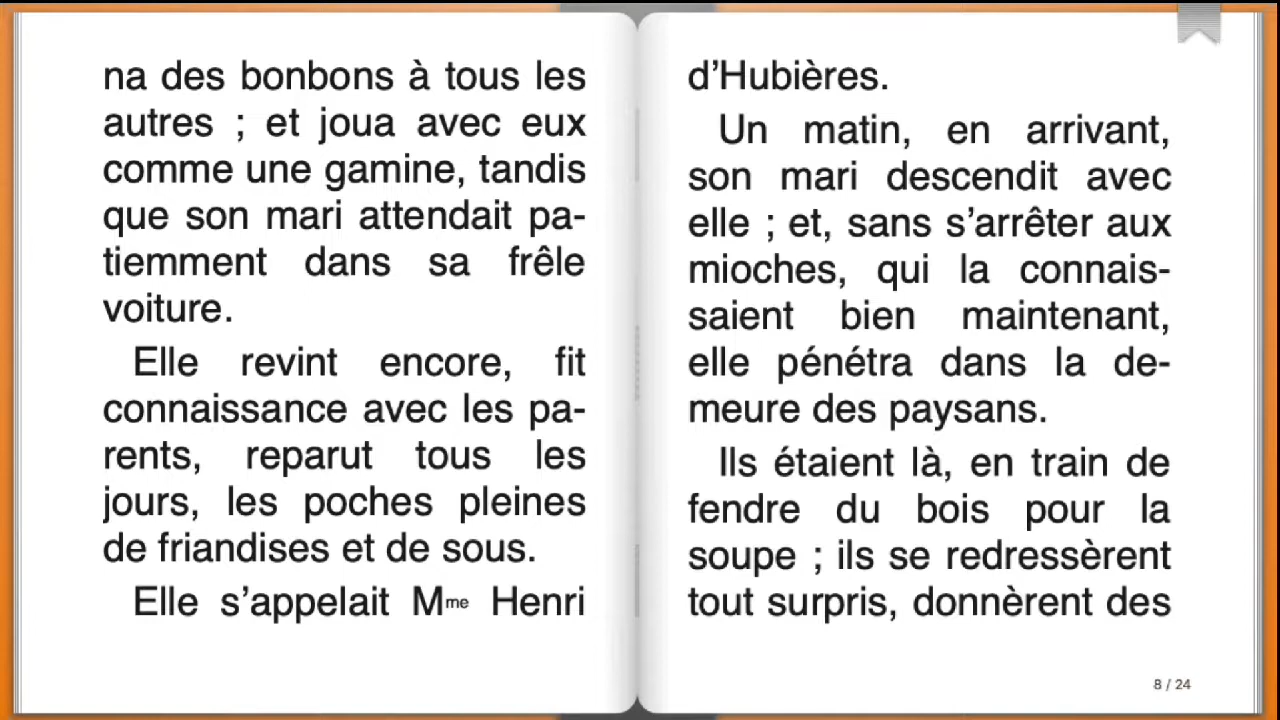 na des bonbons à tous les
autres ; et joua avec eux
comme une gamine, tandis
que son mari attendait pa-
tiemment dans sa frêle
voiture.
Elle revint encore, fit
connaissance avec les pa-
rents, reparut tous les
jours, les poches pleines
de friandises et de sous.
Elle s’appelait Mme Henri
d’Hubières.
Un matin, en arrivant,
son mari descendit avec
elle ; et, sans s’arrêter aux
mioches, qui la connais-
saient bien maintenant,
elle pénétra dans la de-
meure des paysans.
Ils étaient là, en train de
fendre du bois pour la
soupe ; ils se redressèrent
tout surpris, donnèrent des
8 / 24